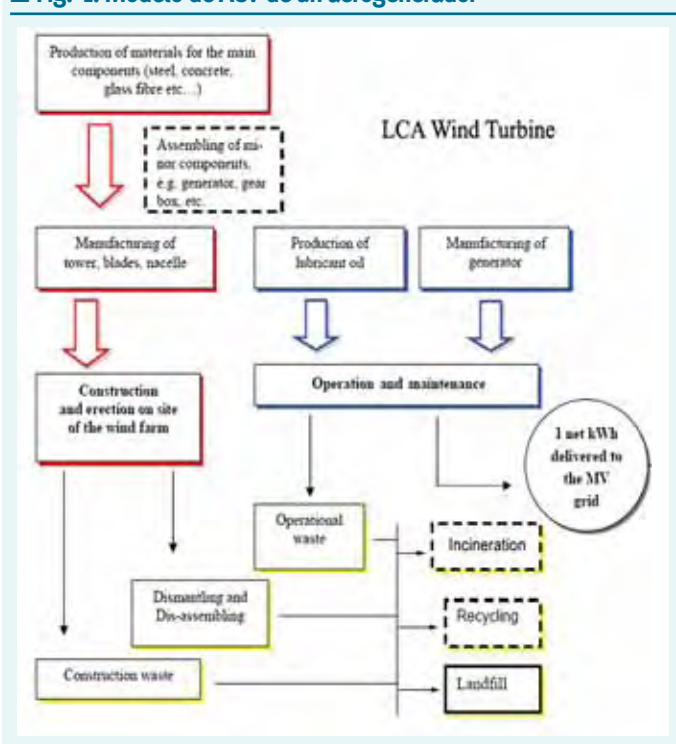 Fig. 1. Modelo de ACV de un aerogenerador
Production of materials for the main
components (steel, concrete,
glass fibre etc…)
LCA Wind Turbine
Assembling of mi-
nor components,
e.g. generator, gear
box, etc.
Manufacturing of
tower, blades, nacelle
Production of
lubricant oil
Manufacturing of
generator
Construction
and erection on site
of the wind farm
Operation and maintenance
1 net kWh
delivered to
the MV
grid
Operational
waste
Incineration
Dismantling and
Dis-assembling
Recycling
Construction waste
Landfill